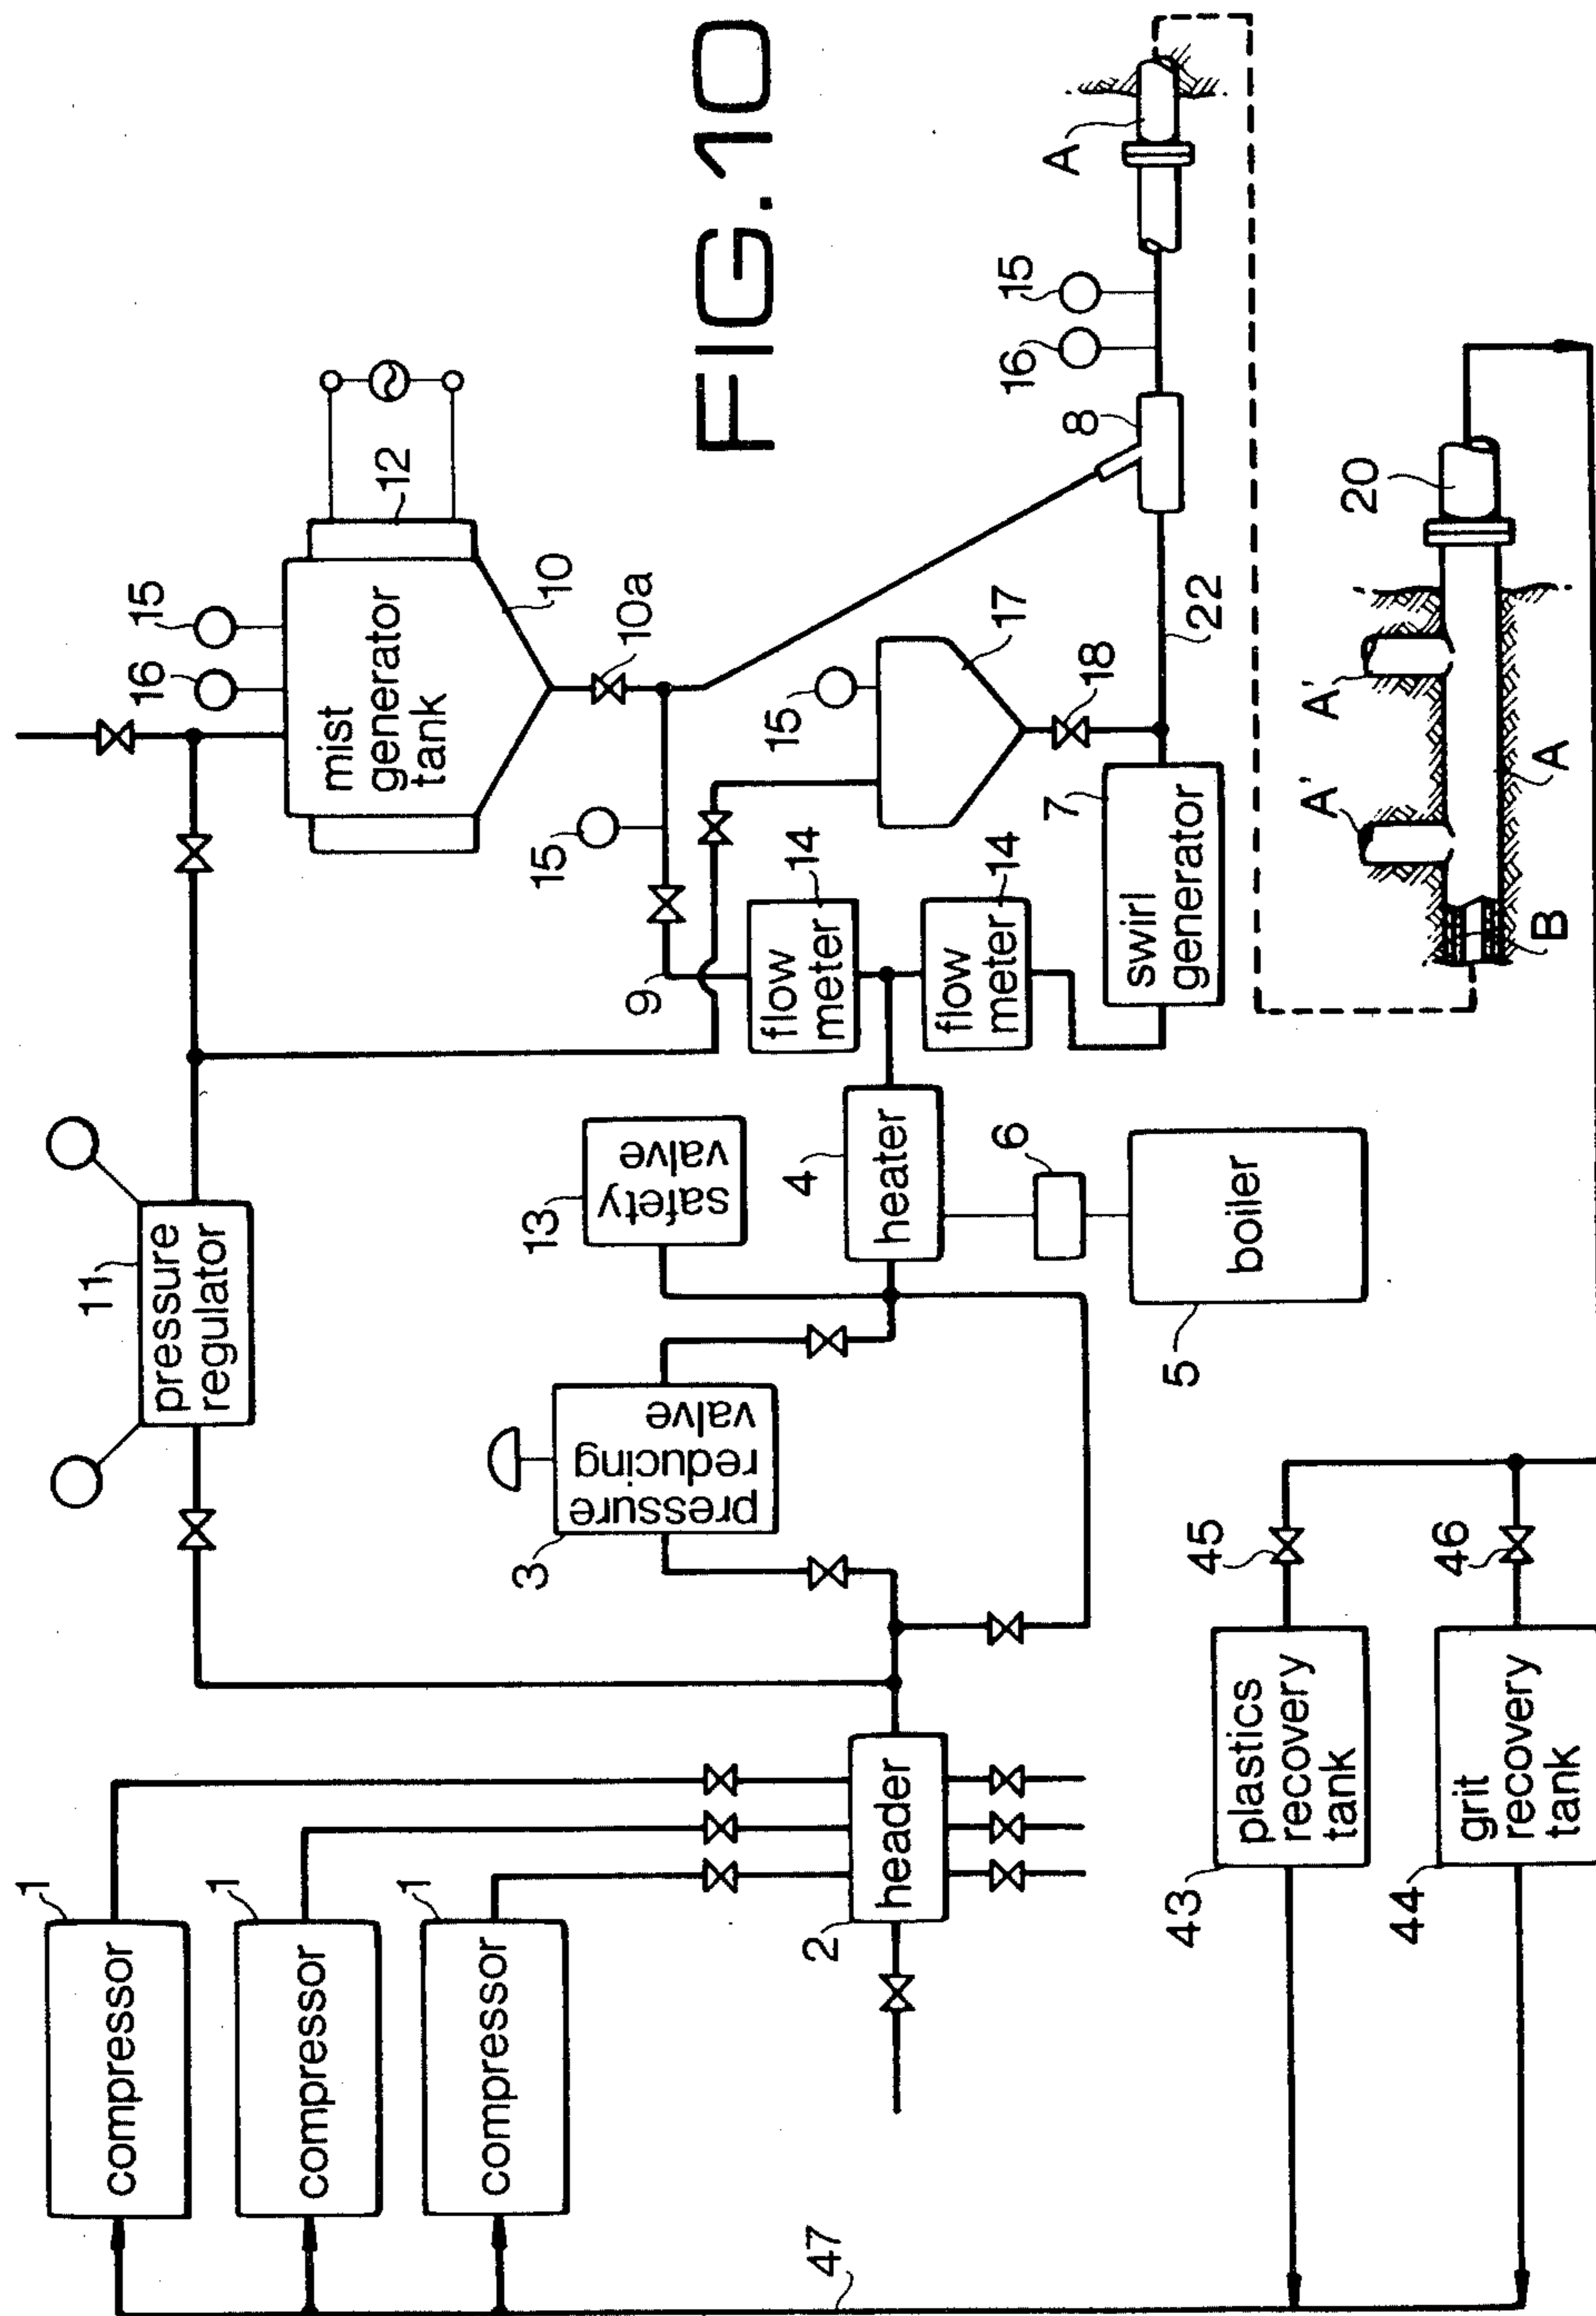 FIG.10
1
compressor
1
compressor
1
compressor
2
header
11
pressure
regulator
3
pressure
reducing
valve
13
safety
valve
4
heater
6
5
boiler
9
flow
meter
14
flow
meter
14
7
swirl
generator
15
16
15
mist
generator
tank
12
10
10a
15
17
18
22
8
16
15
A
A'
A'
A
B
20
45
46
43
plastics
recovery
tank
44
grit
recovery
tank
47